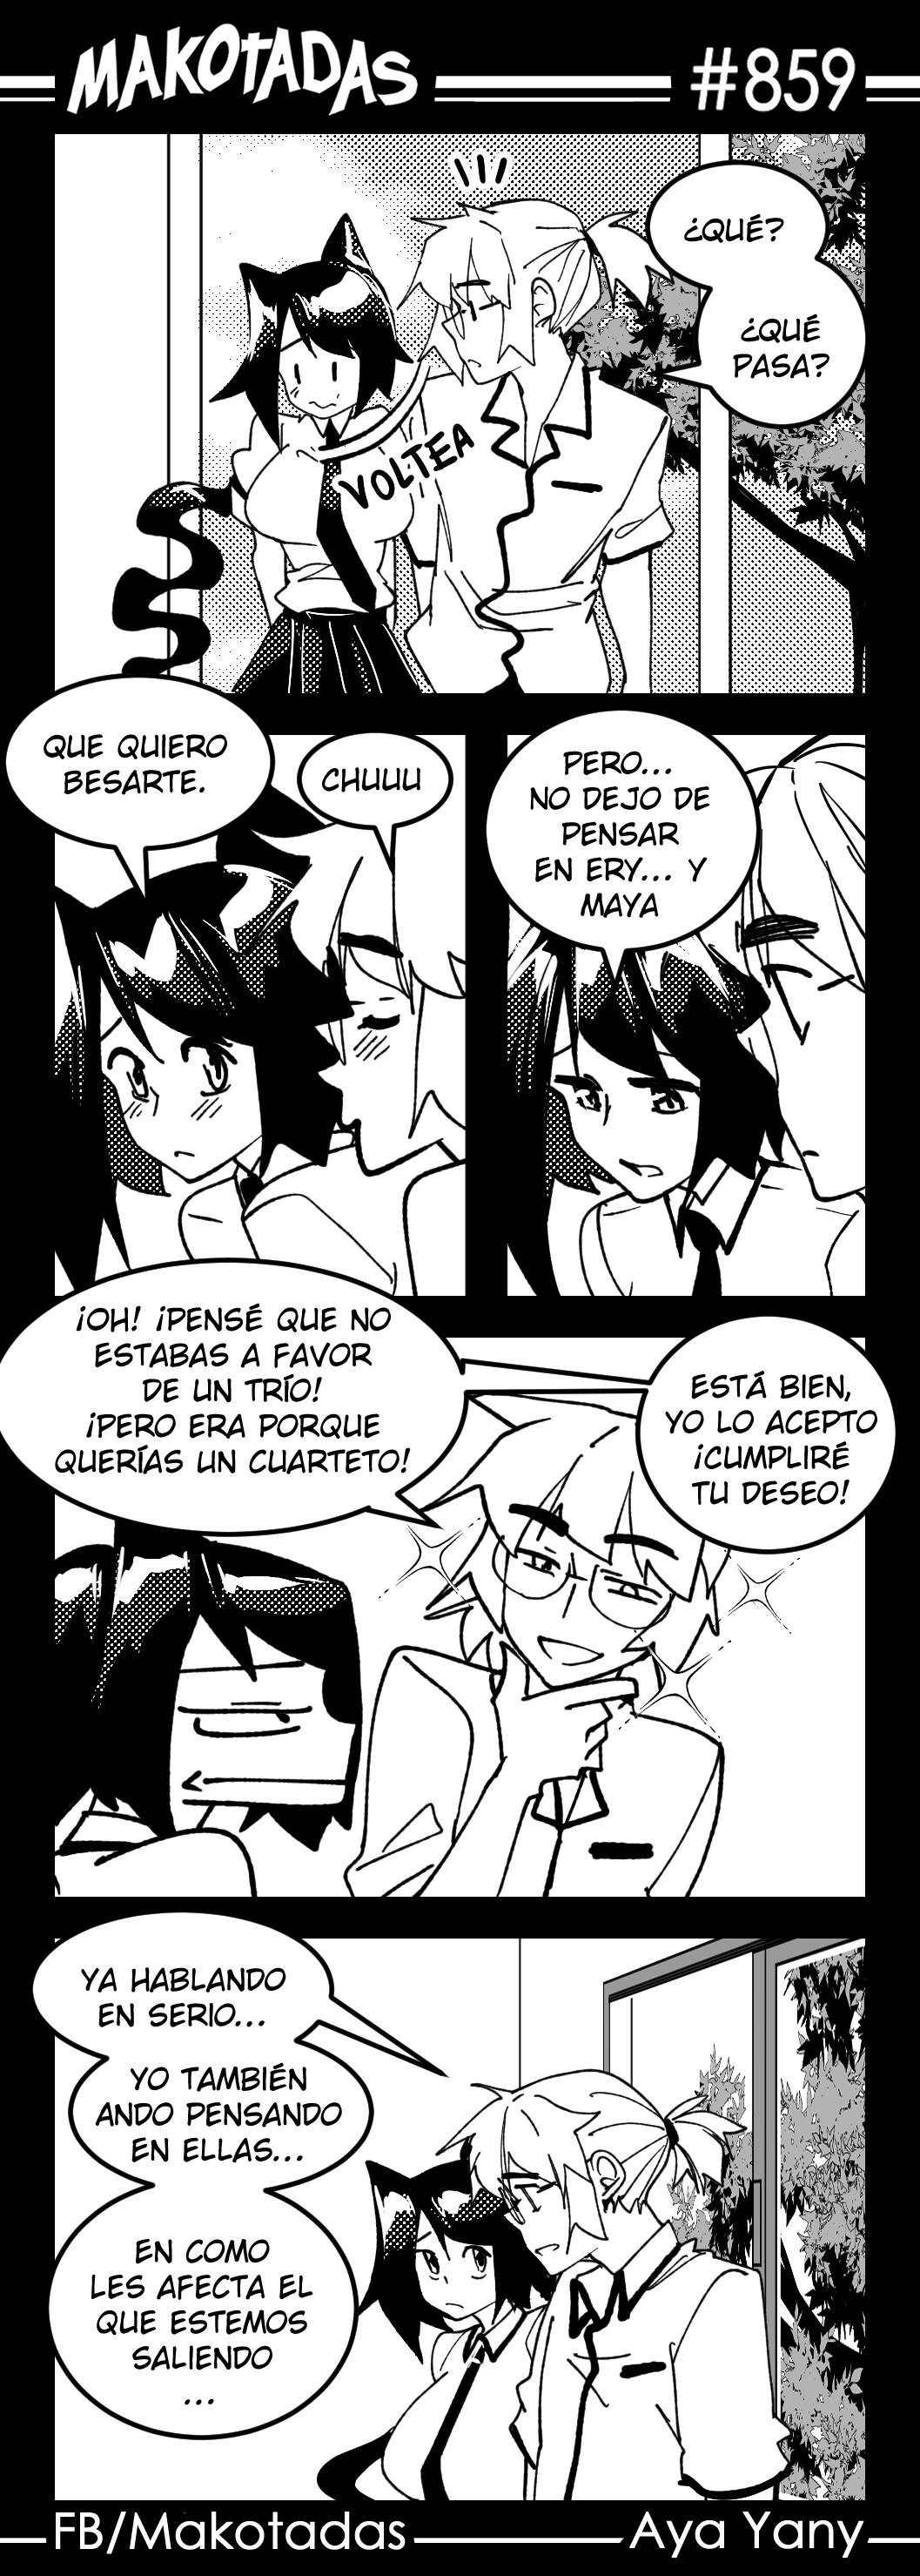 MAKOTADAS
#859
¿QUÉ?
¿QUÉ
PASA?
VOLTEA
QUE QUIERO
BESARTE.
CHUUU
PERO...
NO DEJO DE
PENSAR
EN ERY... Y
MAYA
¡OH! ¡PENSÉ QUE NO
ESTABAS A FAVOR
DE UN TRÍO!
¡PERO ERA PORQUE
QUERÍAS UN CUARTETO!
ESTÁ BIEN,
YO LO ACEPTO
¡CUMPLIRÉ
TU DESEO!
YA HABLANDO
EN SERIO...
YO TAMBIÉN
ANDO PENSANDO
EN ELLAS...
EN COMO
LES AFECTA EL
QUE ESTEMOS
SALIENDO
...
FB/Makotadas
Aya Yany